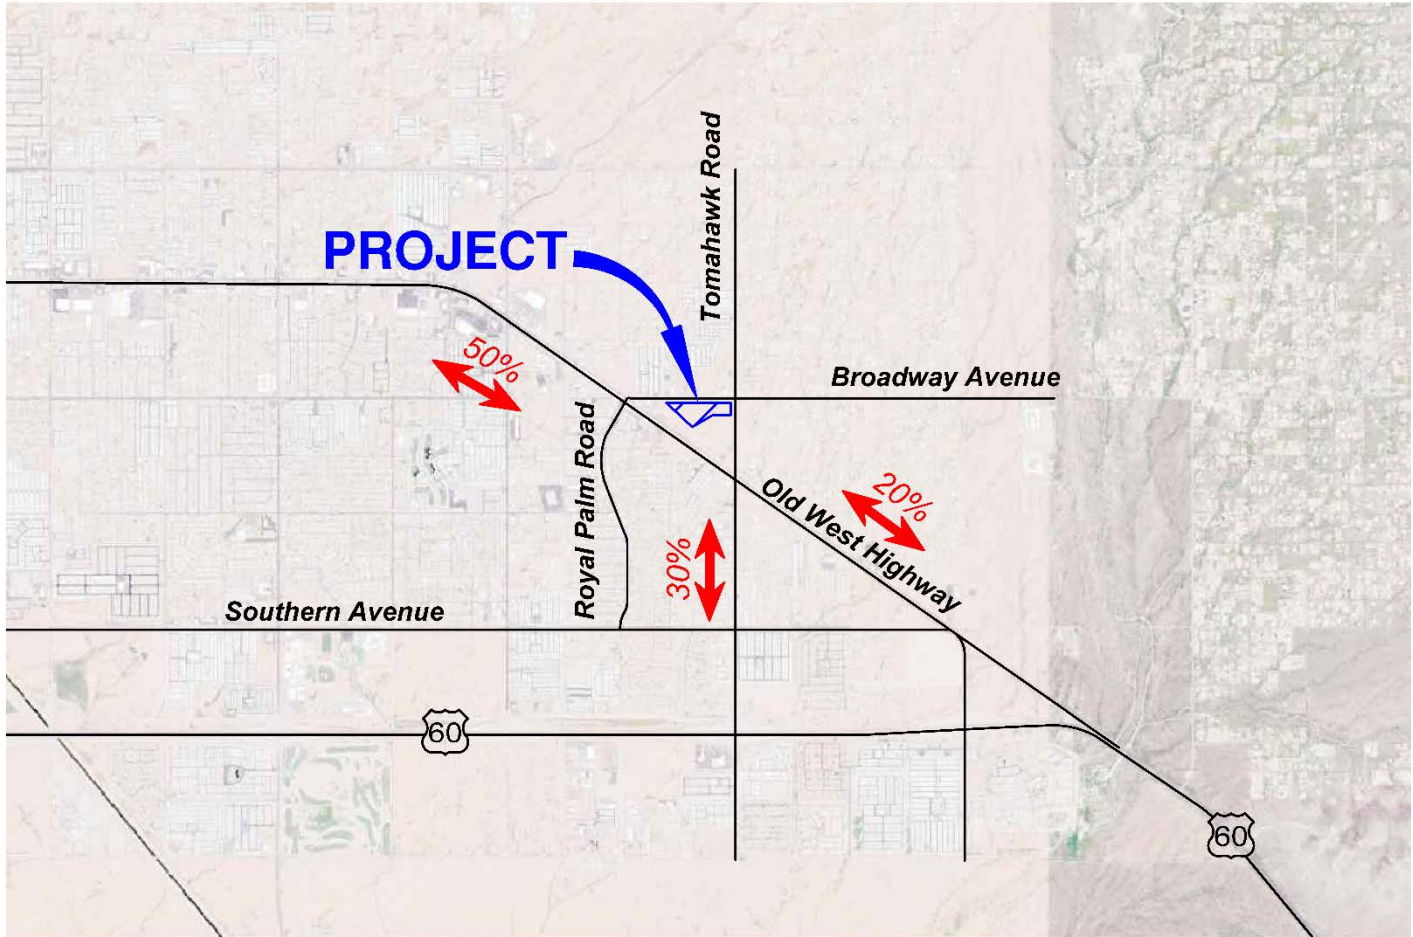 Tomahawk Road
PROJECT
50%
Broadway Avenue
Royal Palm Road
20%
Old West Highway
30%
Southern Avenue
60
60